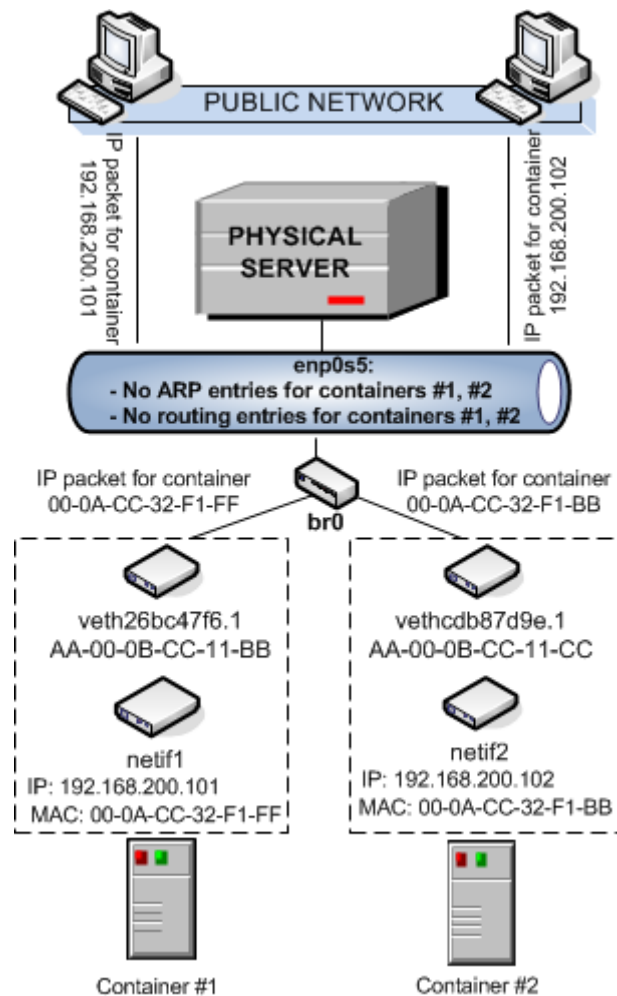 PUBLIC NETWORK
IP packet for container
192.168.200.101
IP packet for container
192.168.200.102
PHYSICAL
SERVER
enp0s5:
- No ARP entries for containers #1, #2
- No routing entries for containers #1, #2
IP packet for container
00-0A-CC-32-F1-FF
IP packet for container
00-0A-CC-32-F1-BB
br0
veth26bc47f6.1
AA-00-0B-CC-11-BB
vethcdb87d9e.1
AA-00-0B-CC-11-CC
netif1
IP: 192.168.200.101
MAC: 00-0A-CC-32-F1-FF
netif2
IP: 192.168.200.102
MAC: 00-0A-CC-32-F1-BB
Container #1
Container #2